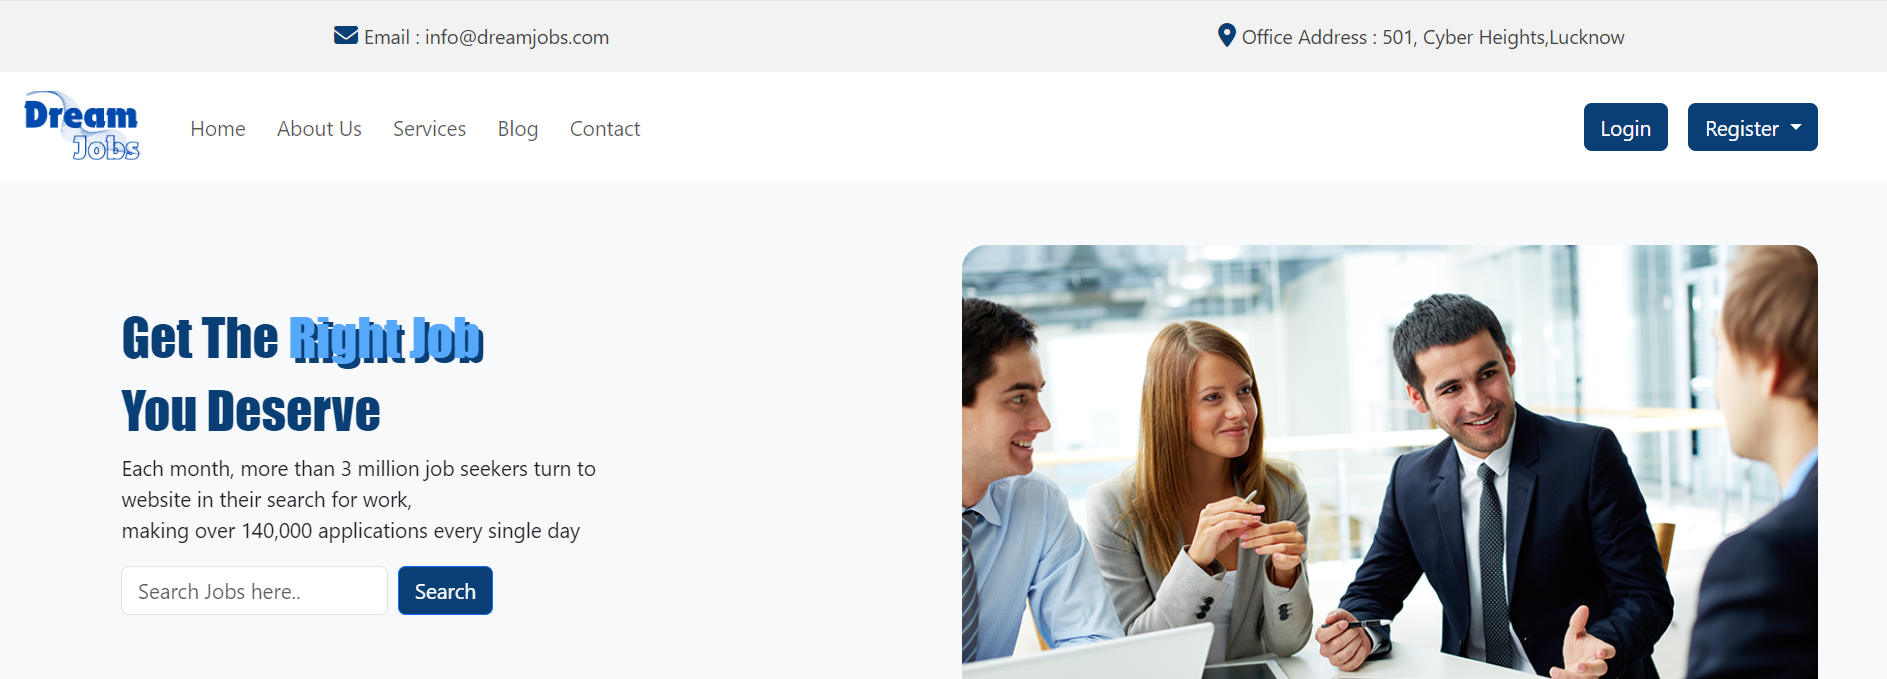 Email : info@dreamjobs.com
Office Address : 501, Cyber Heights,Lucknow
Dream
Jobs
Home
About Us
Services
Blog
Contact
Login
Register
Get The Right Job
You Deserve
Each month, more than 3 million job seekers turn to
website in their search for work,
making over 140,000 applications every single day
Search Jobs here..
Search